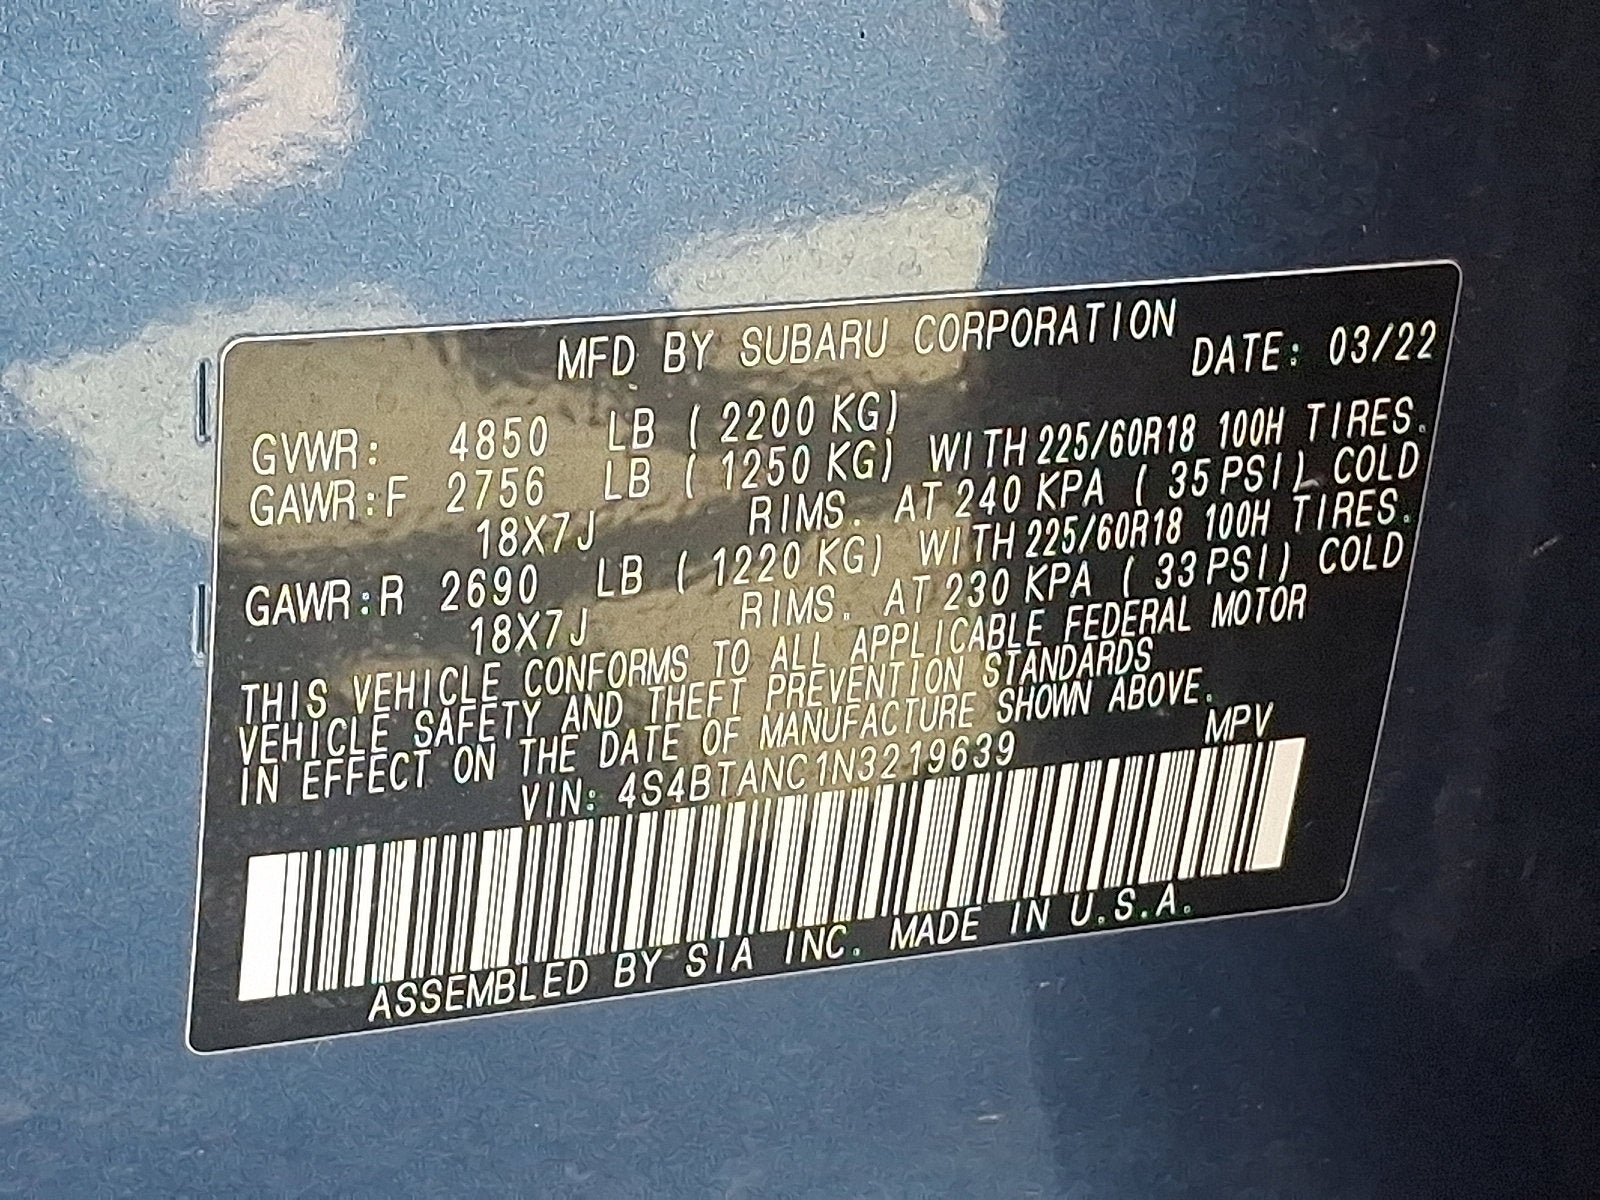 MFD BY SUBARU CORPORATION DATE: 03/22
GVWR: 4850 LB ( 2200 KG)
GAWR:F 2756 LB ( 1250 KG) WITH 225/60R18 100H TIRES.
18X7J RIMS. AT 240 KPA ( 35 PSI) COLD
GAWR:R 2690 LB ( 1220 KG) WITH 225/60R18 100H TIRES.
18X7J RIMS. AT 230 KPA ( 33 PSI) COLD
THIS VEHICLE CONFORMS TO ALL APPLICABLE FEDERAL MOTOR
VEHICLE SAFETY AND THEFT PREVENTION STANDARDS
IN EFFECT ON THE DATE OF MANUFACTURE SHOWN ABOVE.
VIN: 4S4BTANC1N3219639 MPV
ASSEMBLED BY SIA INC. MADE IN U.S.A.